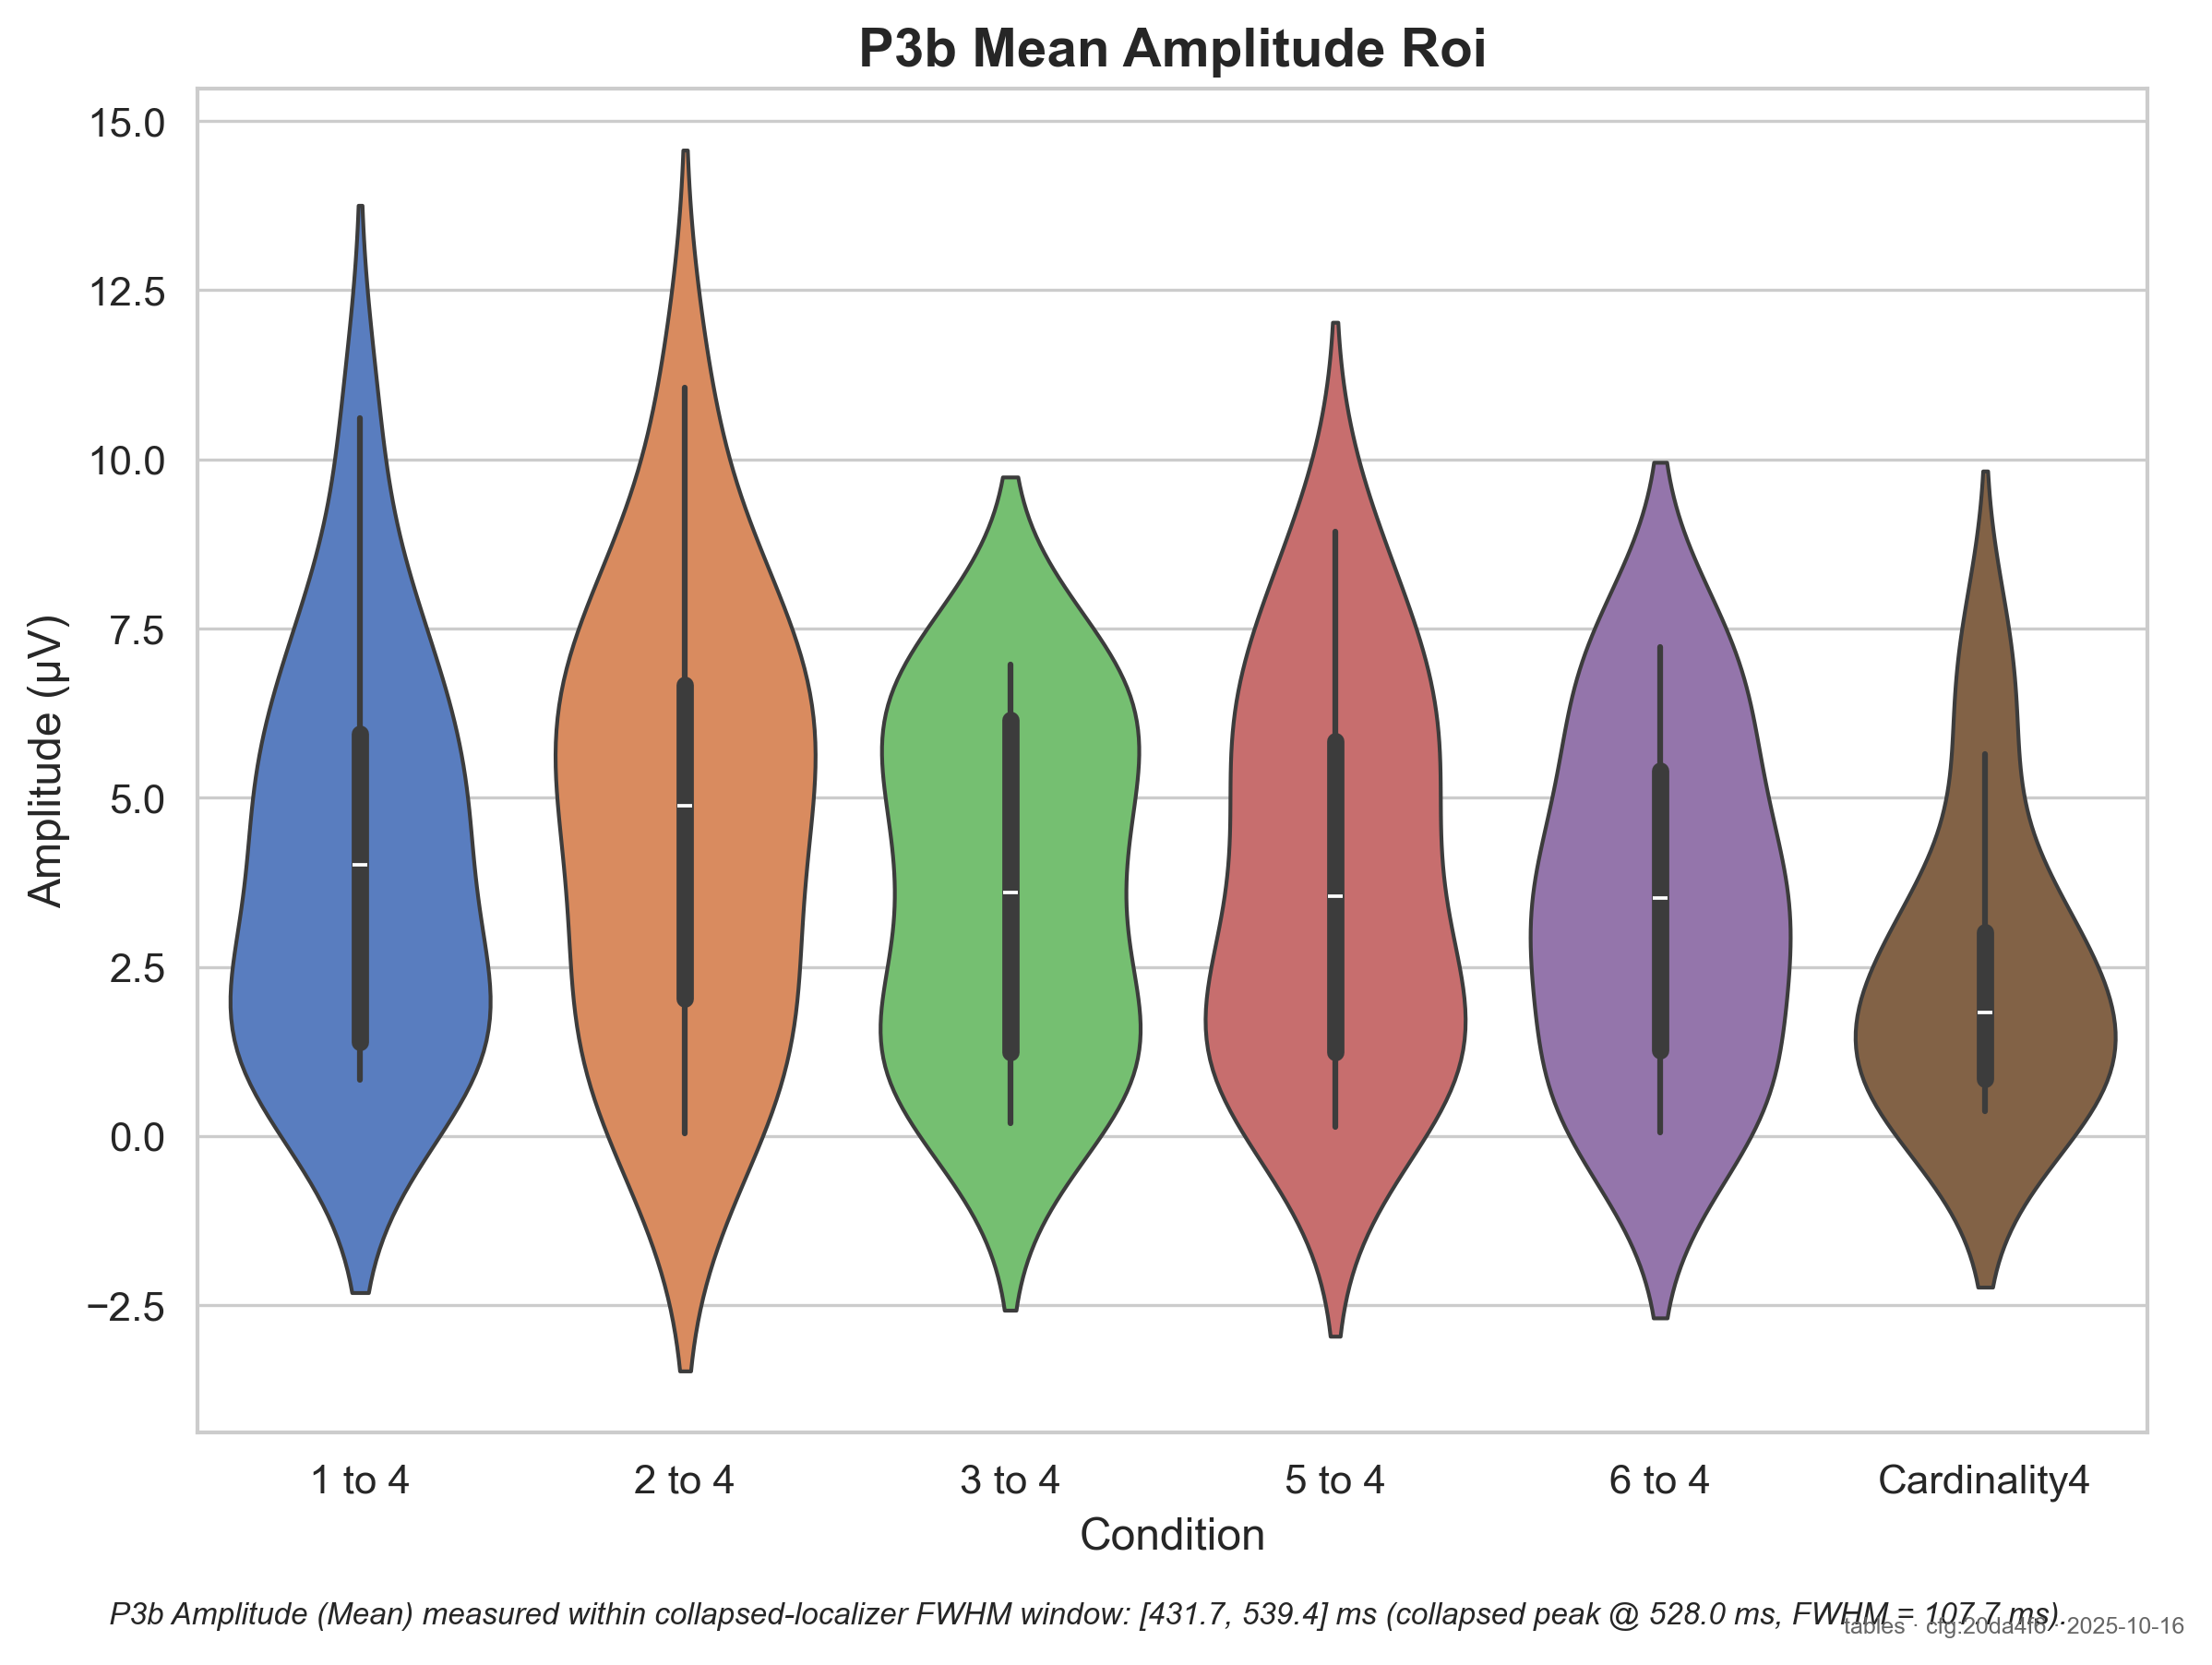 P3b Mean Amplitude Roi
15.0
12.5
10.0
7.5
5.0
2.5
0.0
−2.5
Amplitude (µV)
1 to 4
2 to 4
3 to 4
5 to 4
6 to 4
Cardinality4
Condition
P3b Amplitude (Mean) measured within collapsed-localizer FWHM window: [431.7, 539.4] ms (collapsed peak @ 528.0 ms, FWHM = 107.7 ms).
tables · cfg:20da4f6 · 2025-10-16